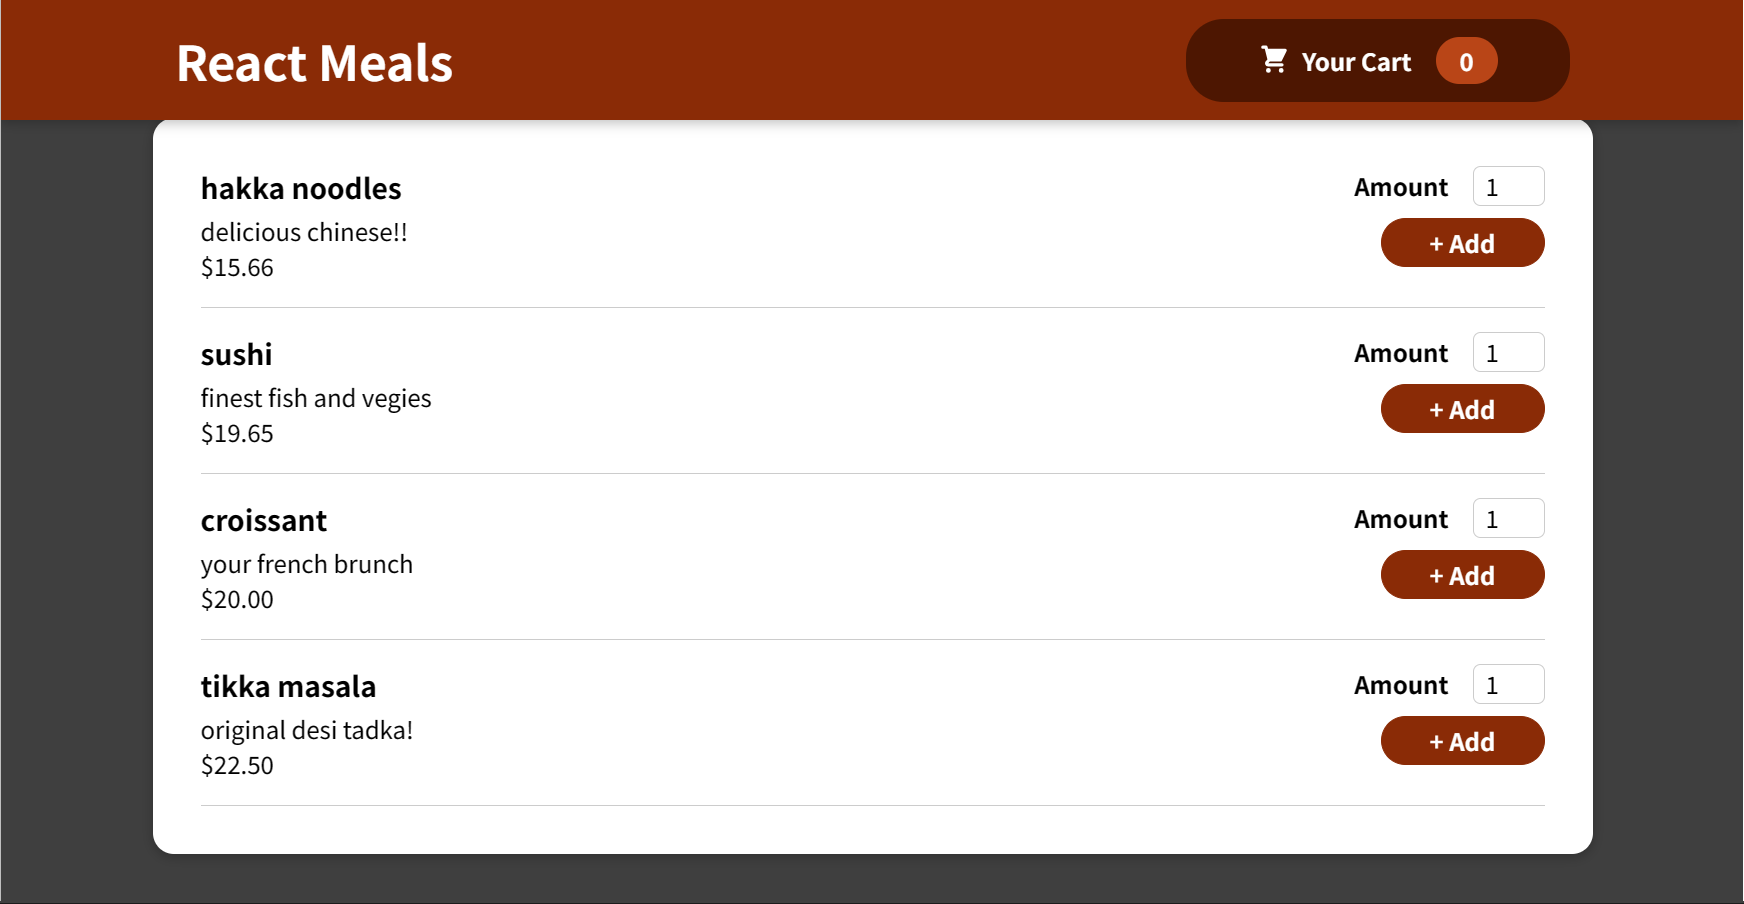 React Meals
Your Cart 0
hakka noodles
delicious chinese!!
$15.66
Amount 1
+ Add
sushi
finest fish and vegies
$19.65
Amount 1
+ Add
croissant
your french brunch
$20.00
Amount 1
+ Add
tikka masala
original desi tadka!
$22.50
Amount 1
+ Add